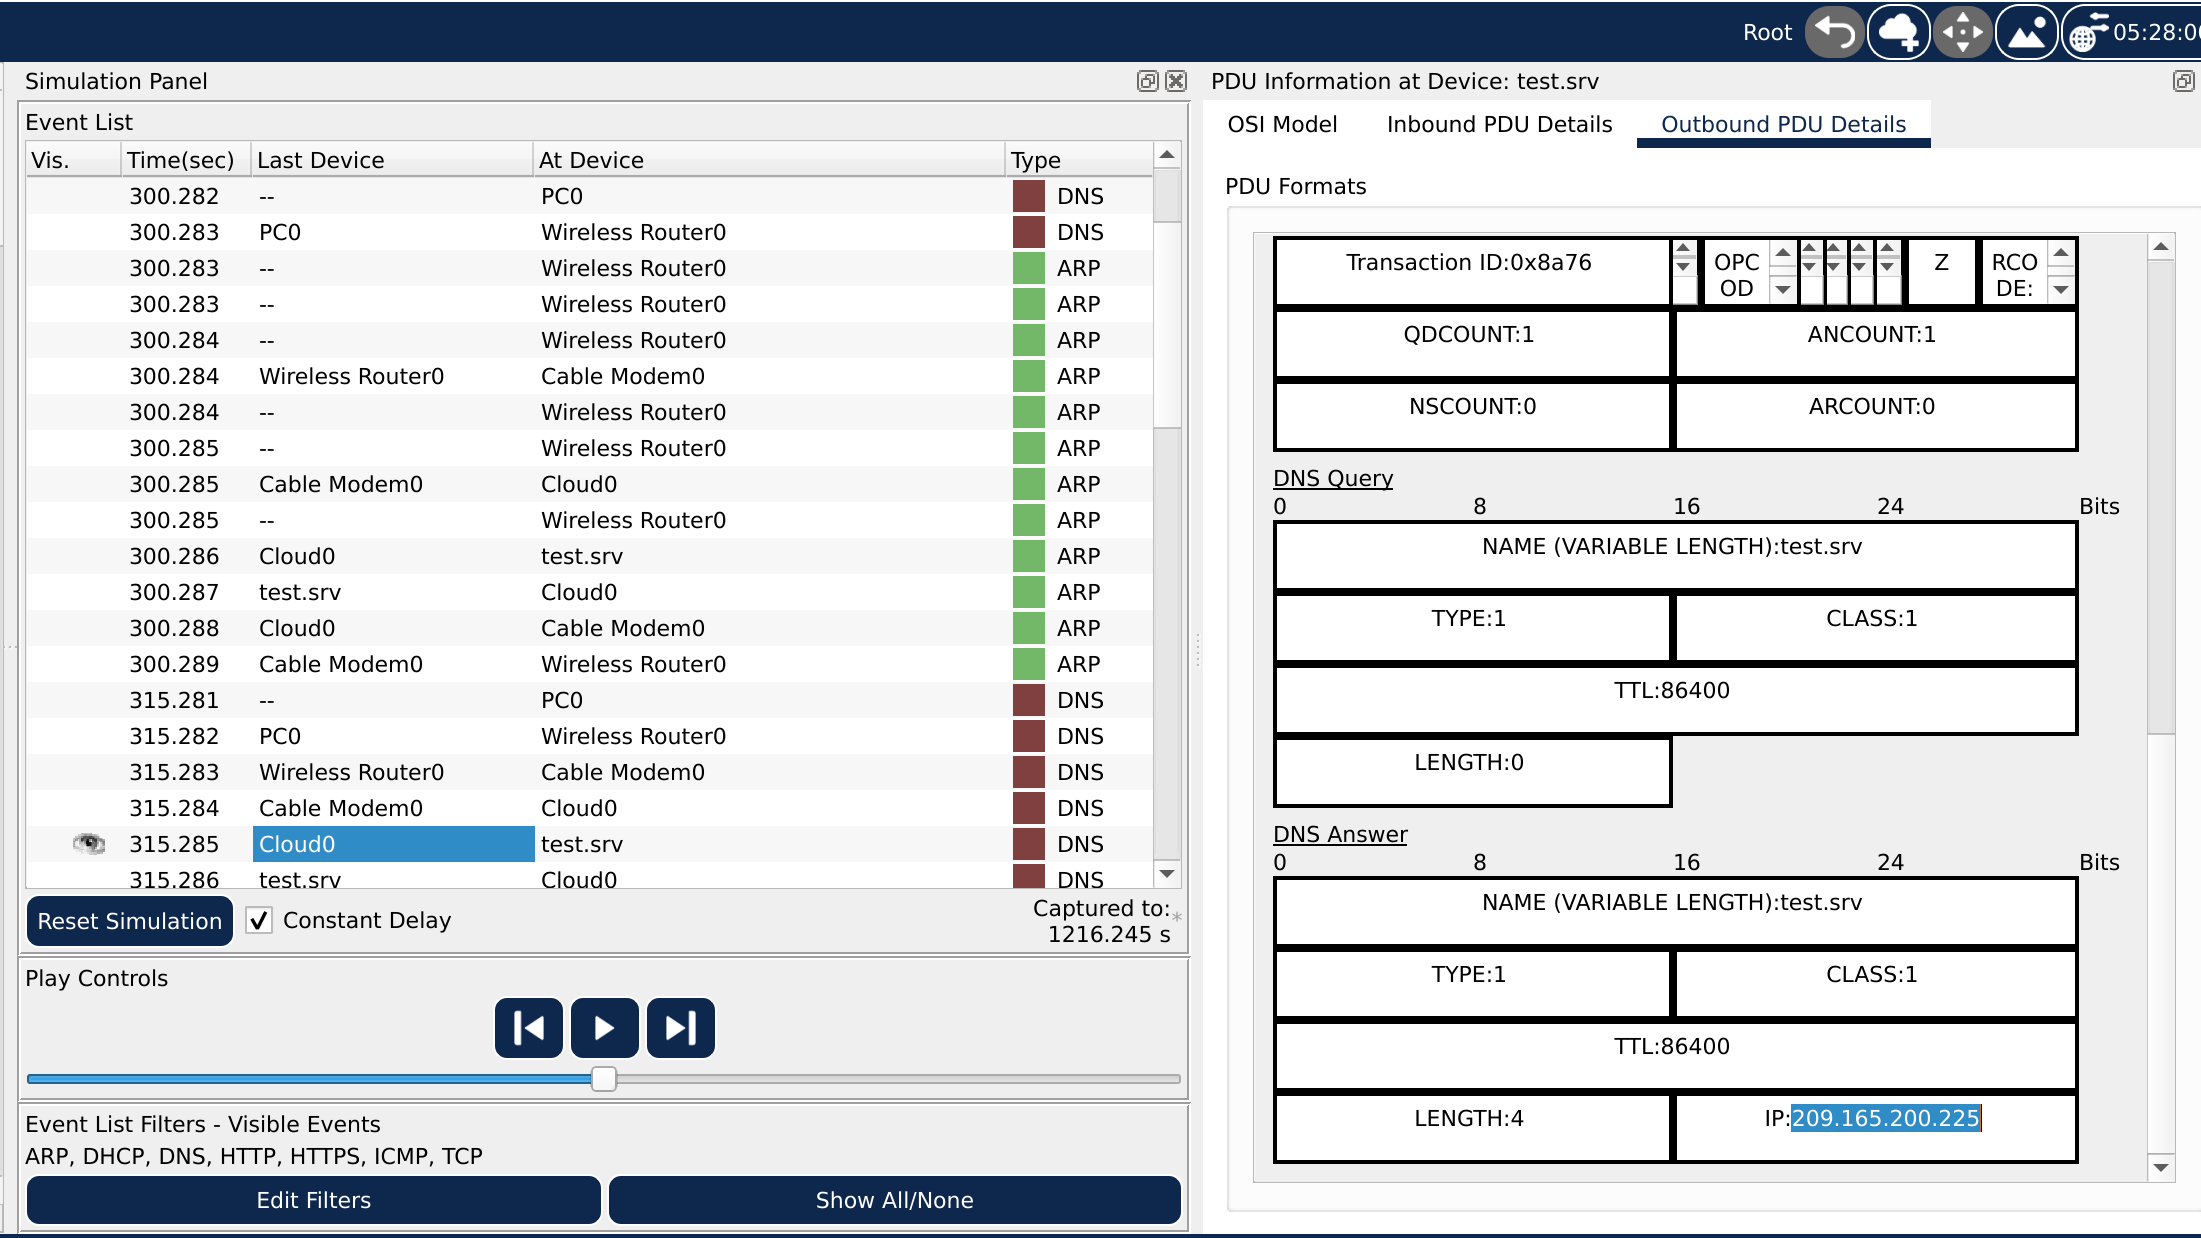 Root
05:28:0
Simulation Panel
Event List
Vis. Time(sec) Last Device At Device Type
300.282 -- PC0 DNS
300.283 PC0 Wireless Router0 DNS
300.283 -- Wireless Router0 ARP
300.283 -- Wireless Router0 ARP
300.284 -- Wireless Router0 ARP
300.284 Wireless Router0 Cable Modem0 ARP
300.284 -- Wireless Router0 ARP
300.285 -- Wireless Router0 ARP
300.285 Cable Modem0 Cloud0 ARP
300.285 -- Wireless Router0 ARP
300.286 Cloud0 test.srv ARP
300.287 test.srv Cloud0 ARP
300.288 Cloud0 Cable Modem0 ARP
300.289 Cable Modem0 Wireless Router0 ARP
315.281 -- PC0 DNS
315.282 PC0 Wireless Router0 DNS
315.283 Wireless Router0 Cable Modem0 DNS
315.284 Cable Modem0 Cloud0 DNS
315.285 Cloud0 test.srv DNS
315.286 test.srv Cloud0 DNS
Reset Simulation Constant Delay
Captured to:*
1216.245 s
Play Controls
Event List Filters - Visible Events
ARP, DHCP, DNS, HTTP, HTTPS, ICMP, TCP
Edit Filters Show All/None
PDU Information at Device: test.srv
OSI Model Inbound PDU Details Outbound PDU Details
PDU Formats
Transaction ID:0x8a76
OPC
OD
Z
RCO
DE:
QDCOUNT:1 ANCOUNT:1
NSCOUNT:0 ARCOUNT:0
DNS Query
0 8 16 24 Bits
NAME (VARIABLE LENGTH):test.srv
TYPE:1 CLASS:1
TTL:86400
LENGTH:0
DNS Answer
0 8 16 24 Bits
NAME (VARIABLE LENGTH):test.srv
TYPE:1 CLASS:1
TTL:86400
LENGTH:4 IP:209.165.200.225